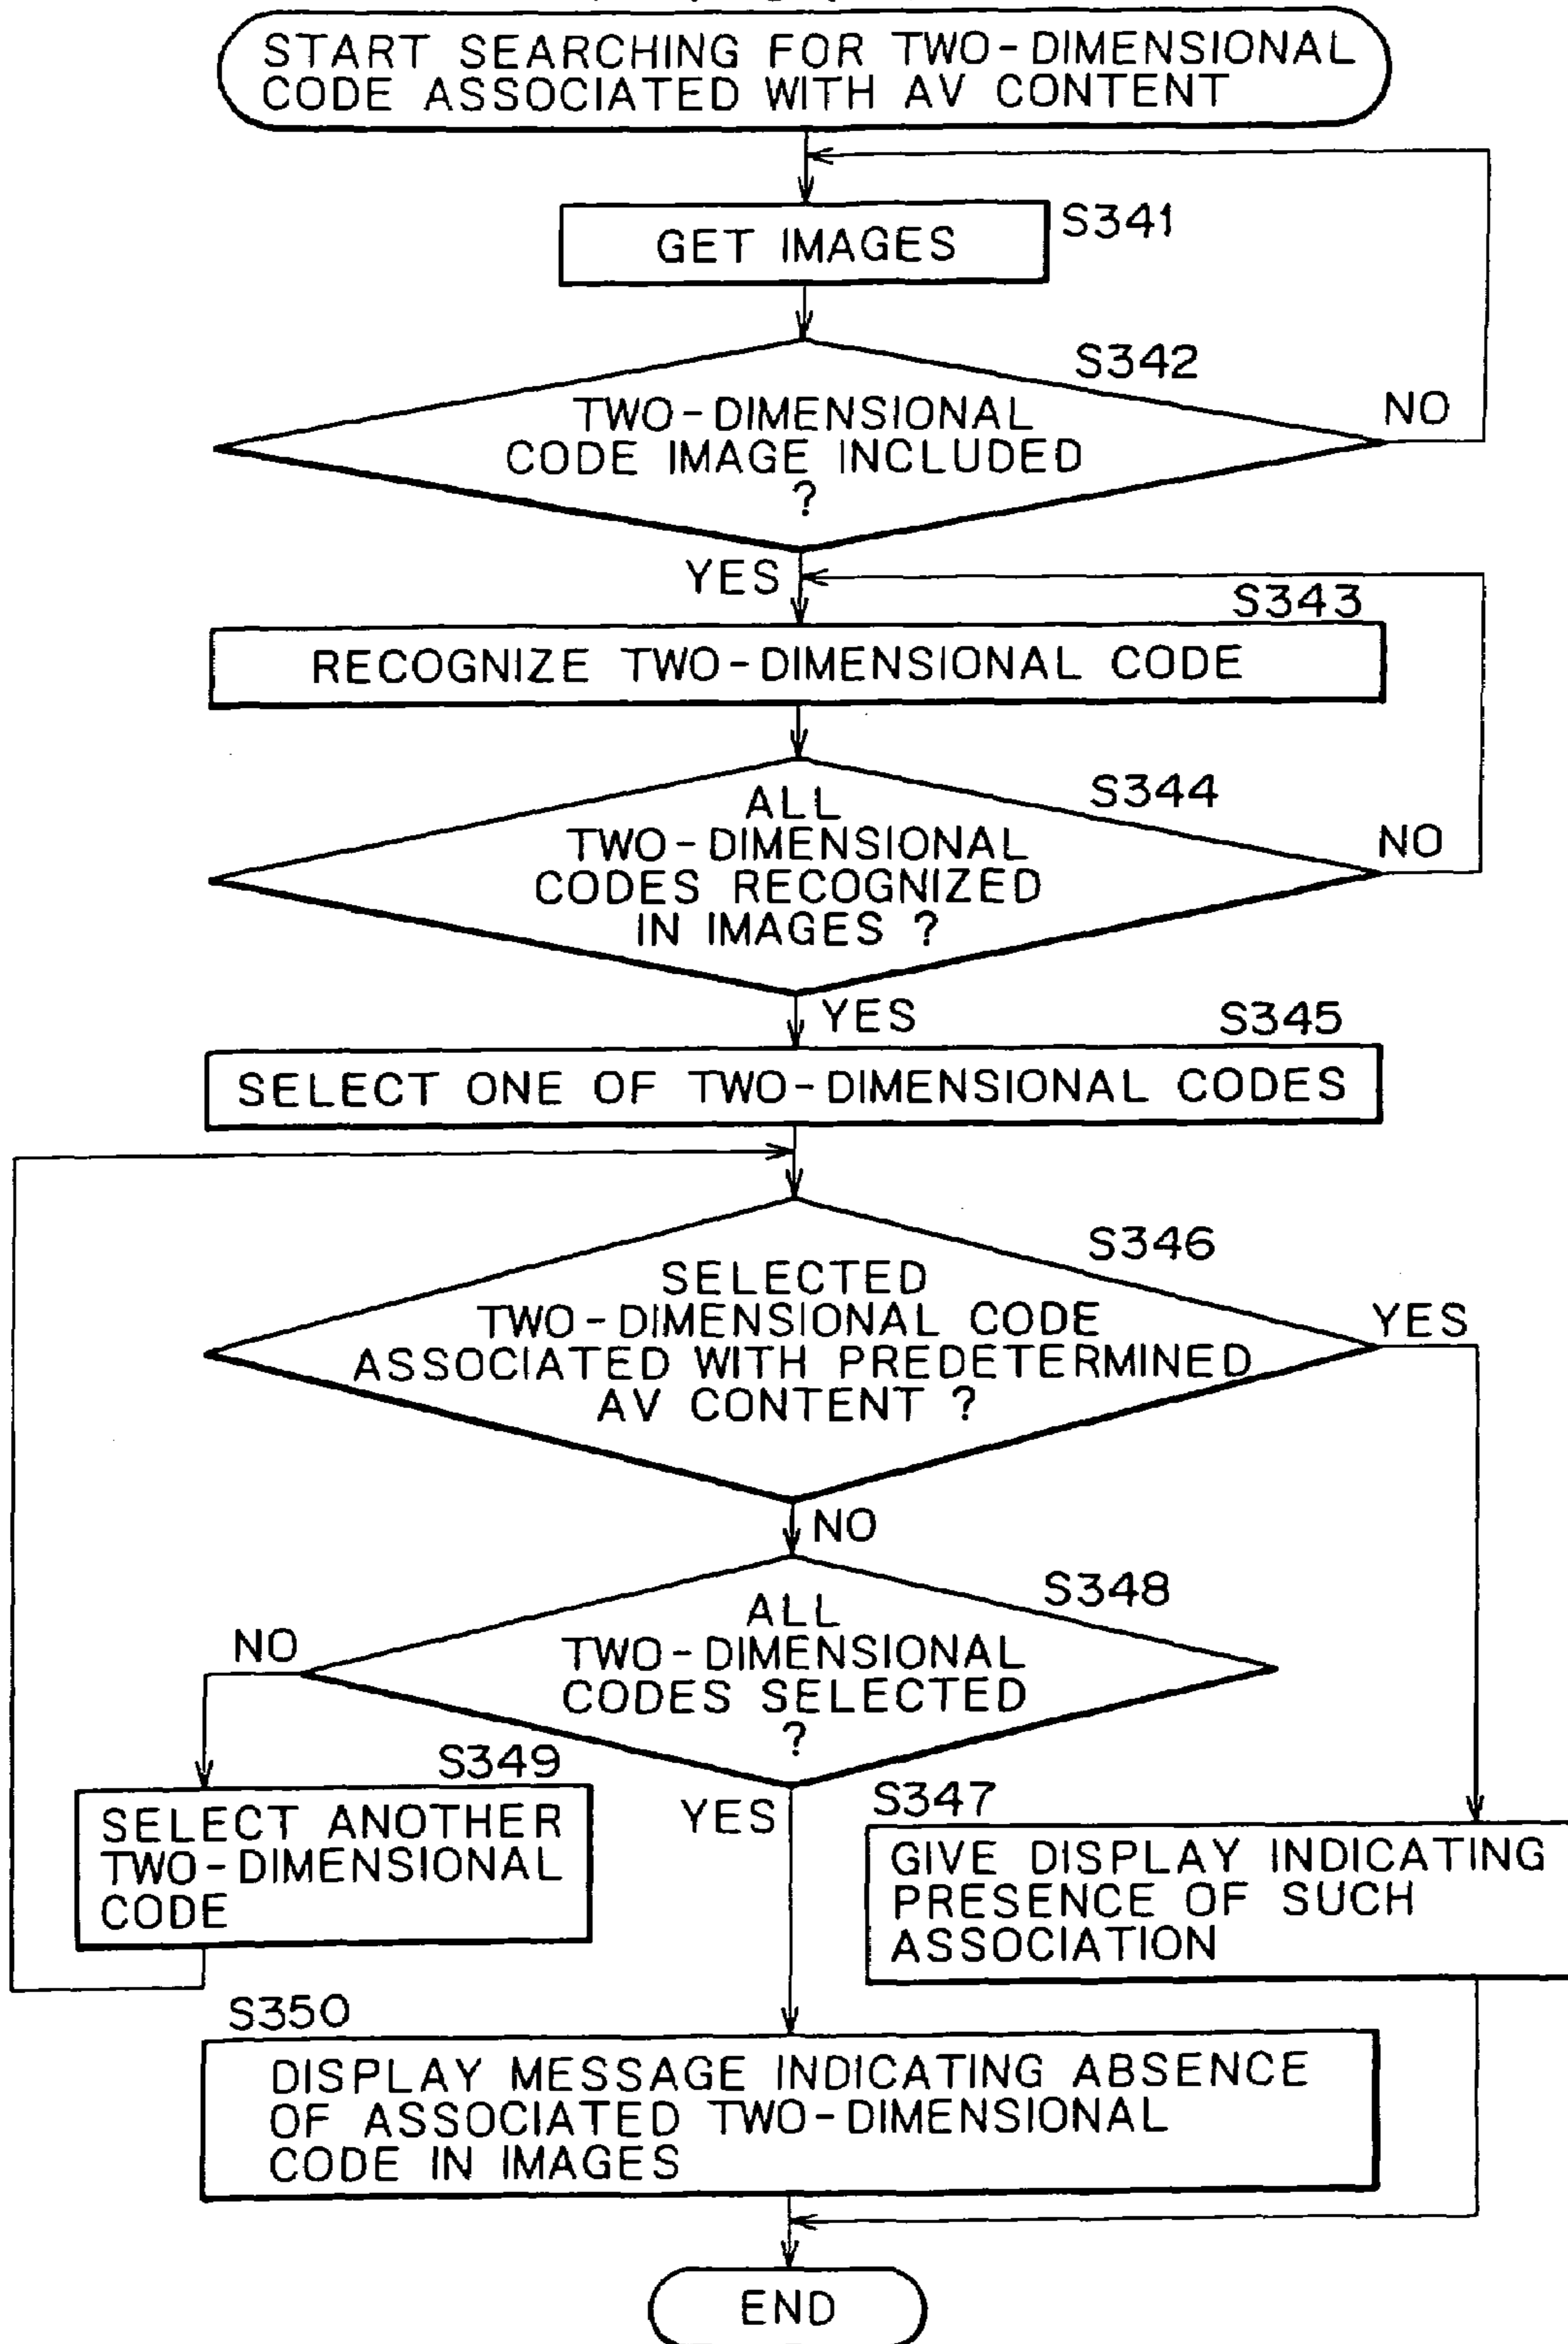 START SEARCHING FOR TWO-DIMENSIONAL
CODE ASSOCIATED WITH AV CONTENT
GET IMAGES
S341
S342
TWO-DIMENSIONAL
CODE IMAGE INCLUDED
?
NO
YES
S343
RECOGNIZE TWO-DIMENSIONAL CODE
S344
ALL
TWO-DIMENSIONAL
CODES RECOGNIZED
IN IMAGES ?
NO
YES
S345
SELECT ONE OF TWO-DIMENSIONAL CODES
S346
SELECTED
TWO-DIMENSIONAL CODE
ASSOCIATED WITH PREDETERMINED
AV CONTENT ?
YES
NO
S348
ALL
TWO-DIMENSIONAL
CODES SELECTED
?
NO
YES
S349
SELECT ANOTHER
TWO-DIMENSIONAL
CODE
S347
GIVE DISPLAY INDICATING
PRESENCE OF SUCH
ASSOCIATION
S350
DISPLAY MESSAGE INDICATING ABSENCE
OF ASSOCIATED TWO-DIMENSIONAL
CODE IN IMAGES
END